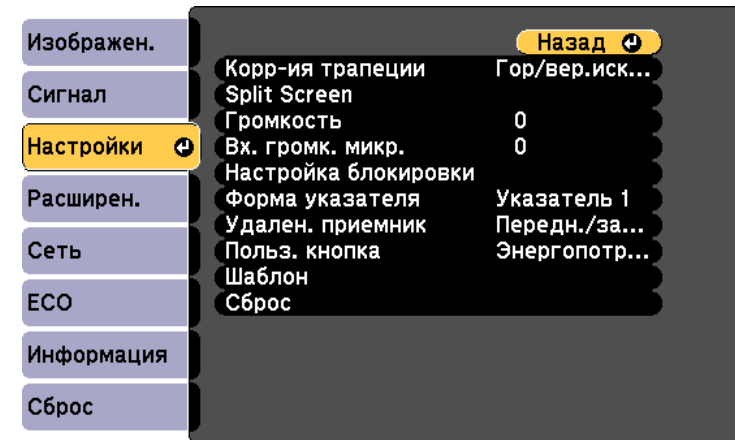 Изображен.
Сигнал
Настройки
Расширен.
Сеть
ECO
Информация
Сброс
Назад
Корр-ия трапеции Гор/вер.иск...
Split Screen
Громкость 0
Вх. громк. микр. 0
Настройка блокировки
Форма указателя Указатель 1
Удален. приемник Передн./за...
Польз. кнопка Энергопотр...
Шаблон
Сброс